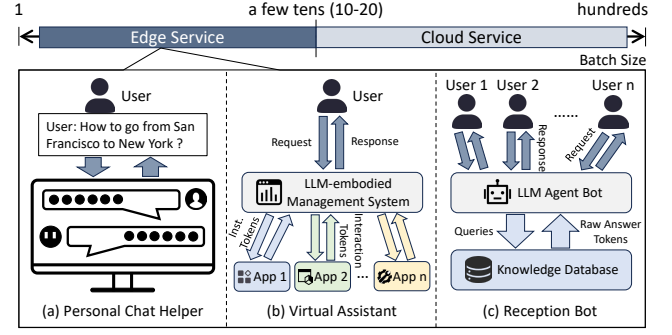 1
a few tens (10-20)
hundreds
Edge Service
Cloud Service
Batch Size
User
User: How to go from San
Francisco to New York ?
(a) Personal Chat Helper
User
Request
Response
LLM-embodied
Management System
Inst.
Tokens
Tokens
Interaction
App 1
App 2
...
App n
(b) Virtual Assistant
User 1
User 2
......
User n
Response
Request
LLM Agent Bot
Queries
Raw Answer
Tokens
Knowledge Database
(c) Reception Bot